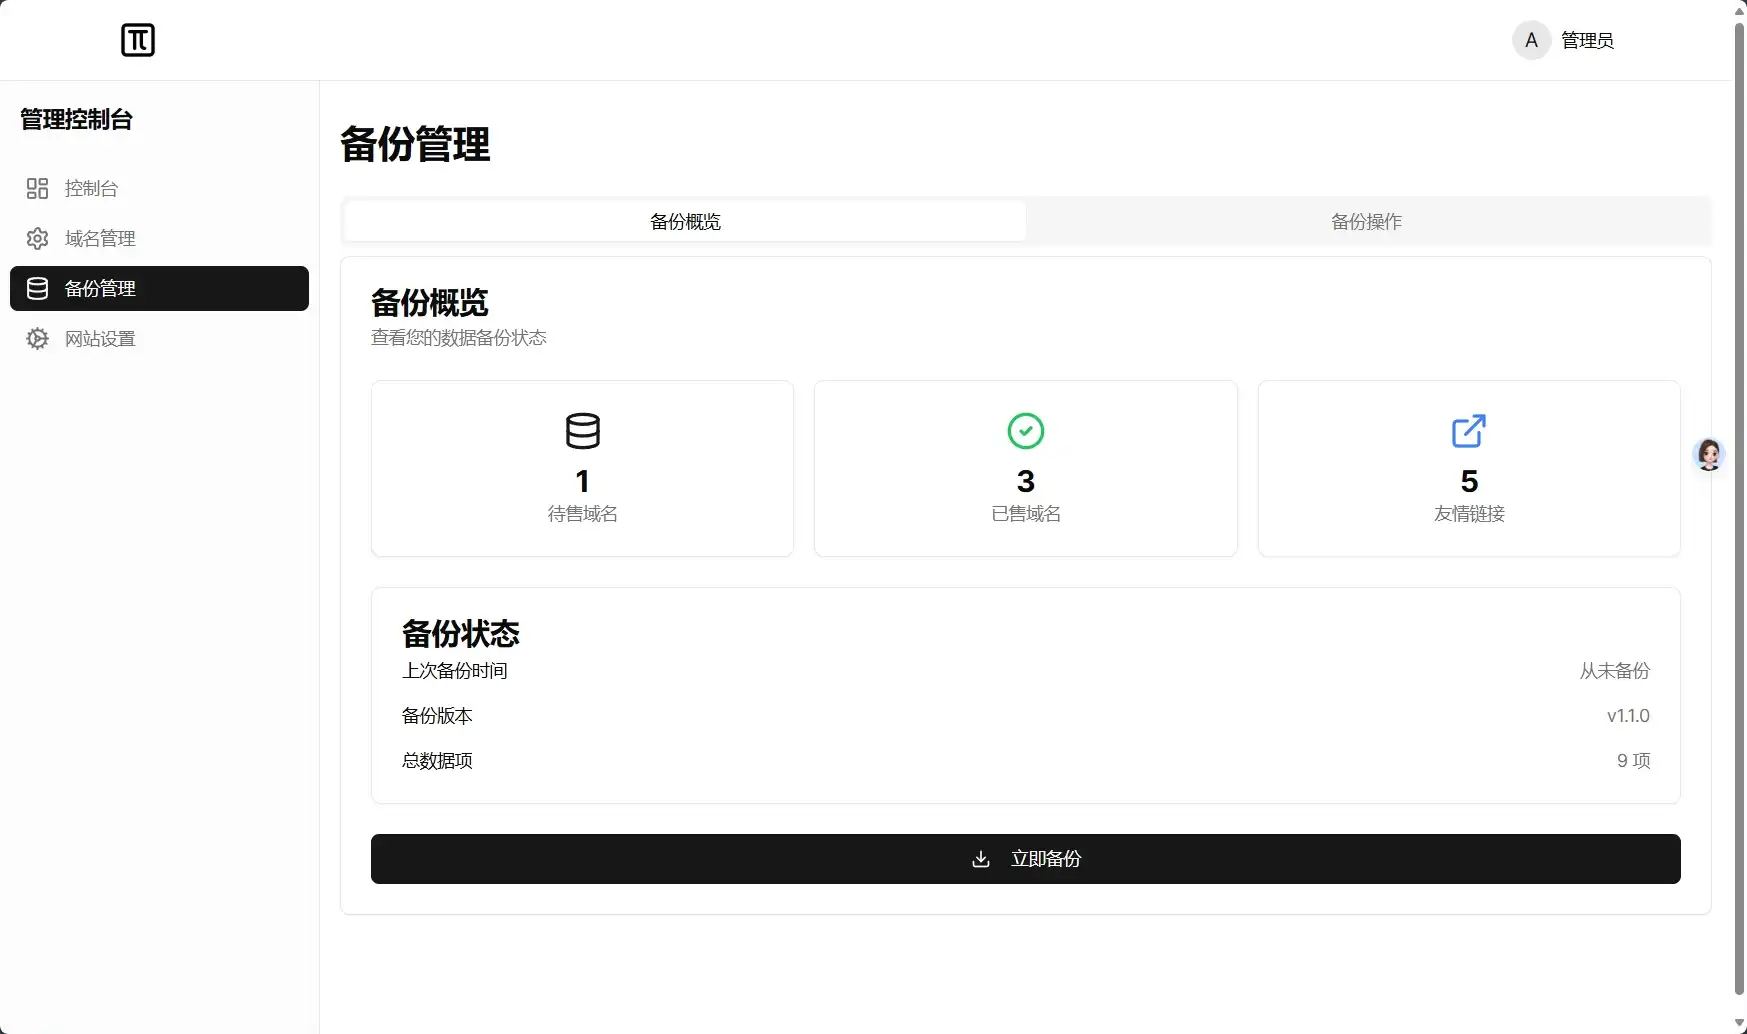 π
A 管理员
管理控制台
控制台
域名管理
备份管理
网站设置
备份管理
备份概览 备份操作
备份概览
查看您的数据备份状态
1
待售域名
3
已售域名
5
友情链接
备份状态
上次备份时间 从未备份
备份版本 v1.1.0
总数据项 9 项
立即备份